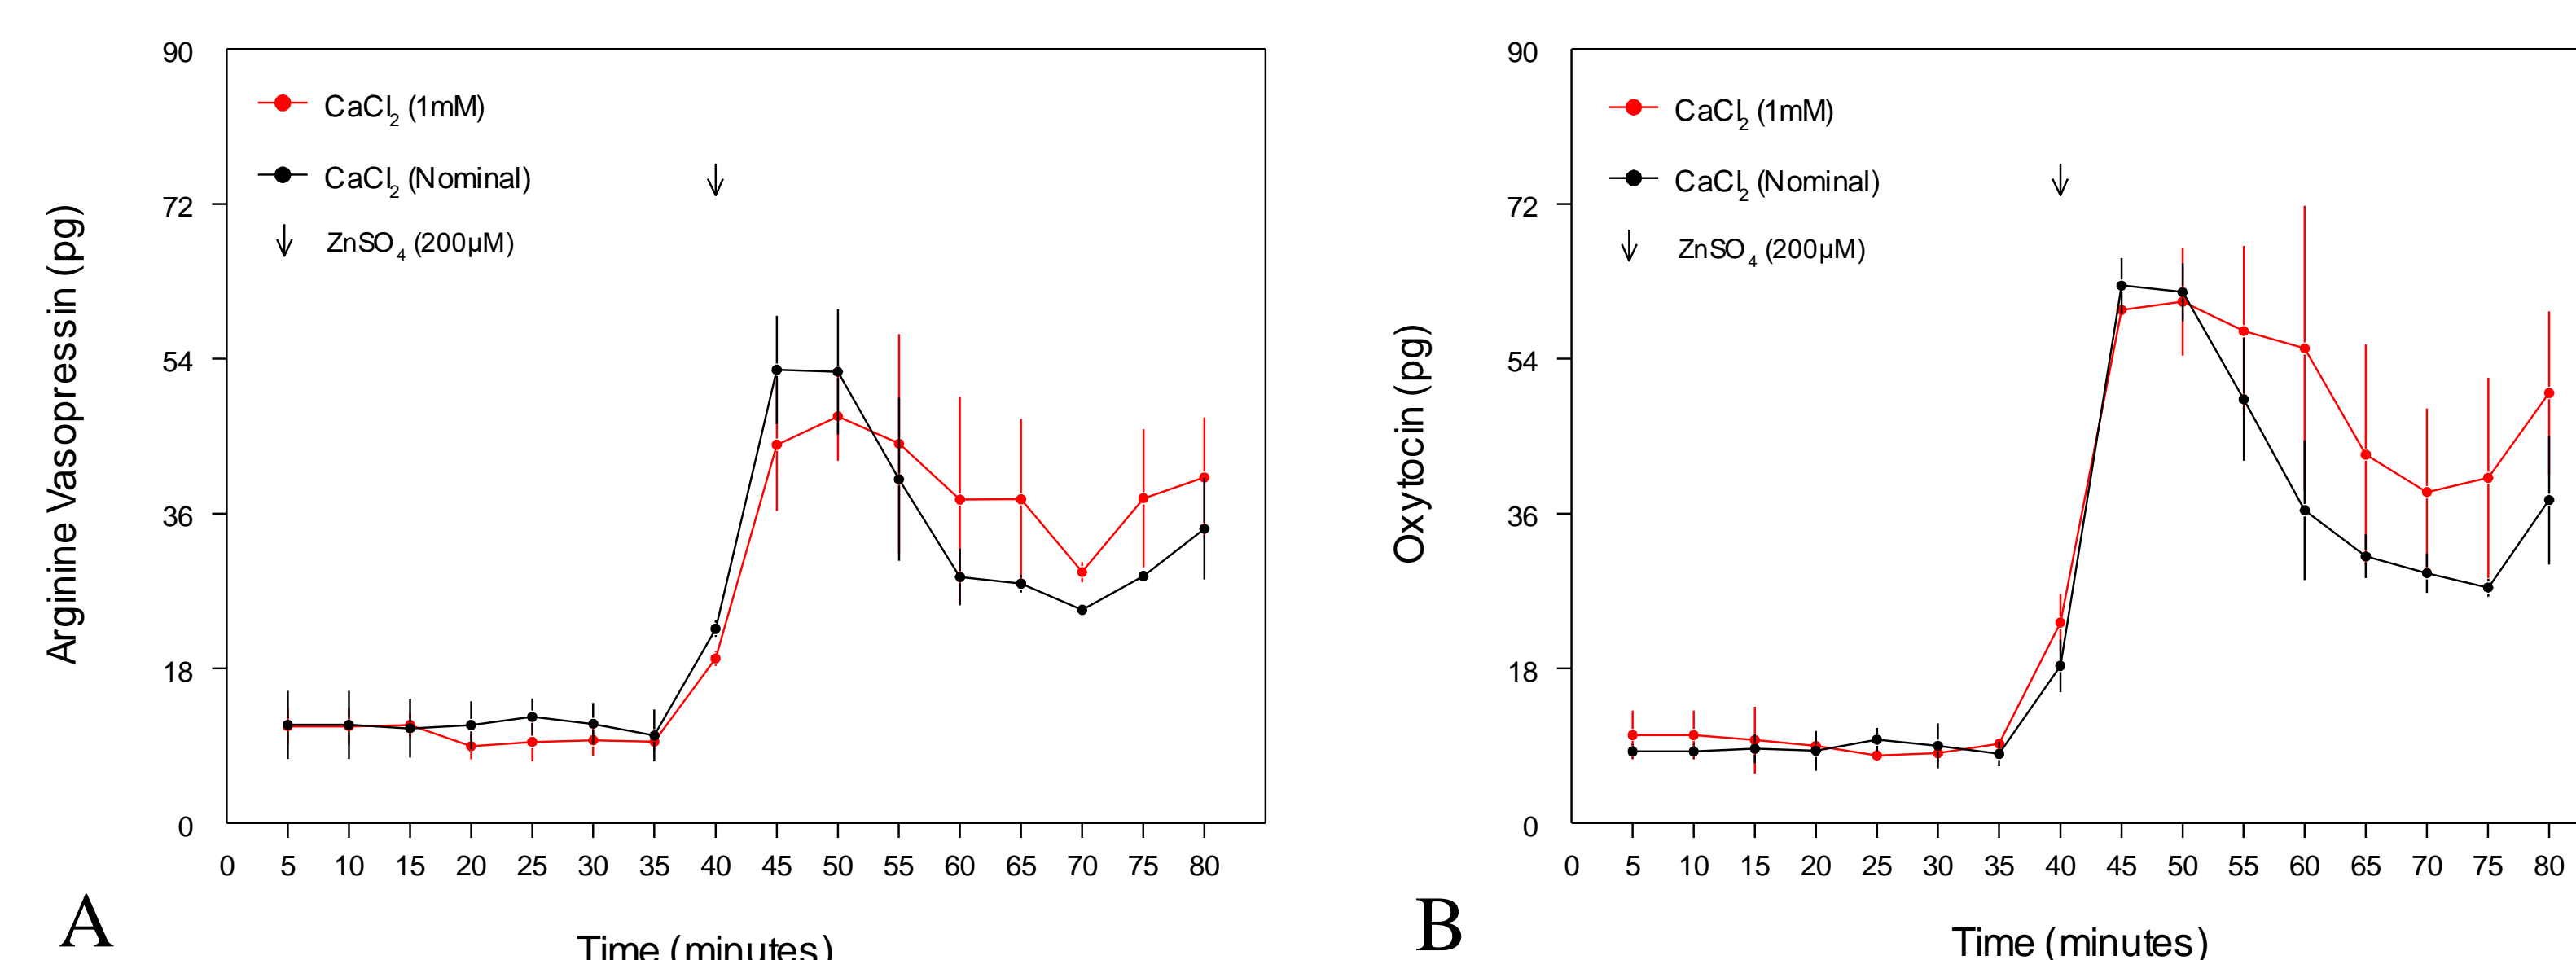 90
CaCl2 (1mM)
CaCl2 (Nominal)
72
ZnSO4 (200µM)
54
36
18
0
Arginine Vasopressin (pg)
0 5 10 15 20 25 30 35 40 45 50 55 60 65 70 75 80
Time (minutes)
A
90
CaCl2 (1mM)
CaCl2 (Nominal)
72
ZnSO4 (200µM)
54
36
18
0
Oxytocin (pg)
0 5 10 15 20 25 30 35 40 45 50 55 60 65 70 75 80
Time (minutes)
B